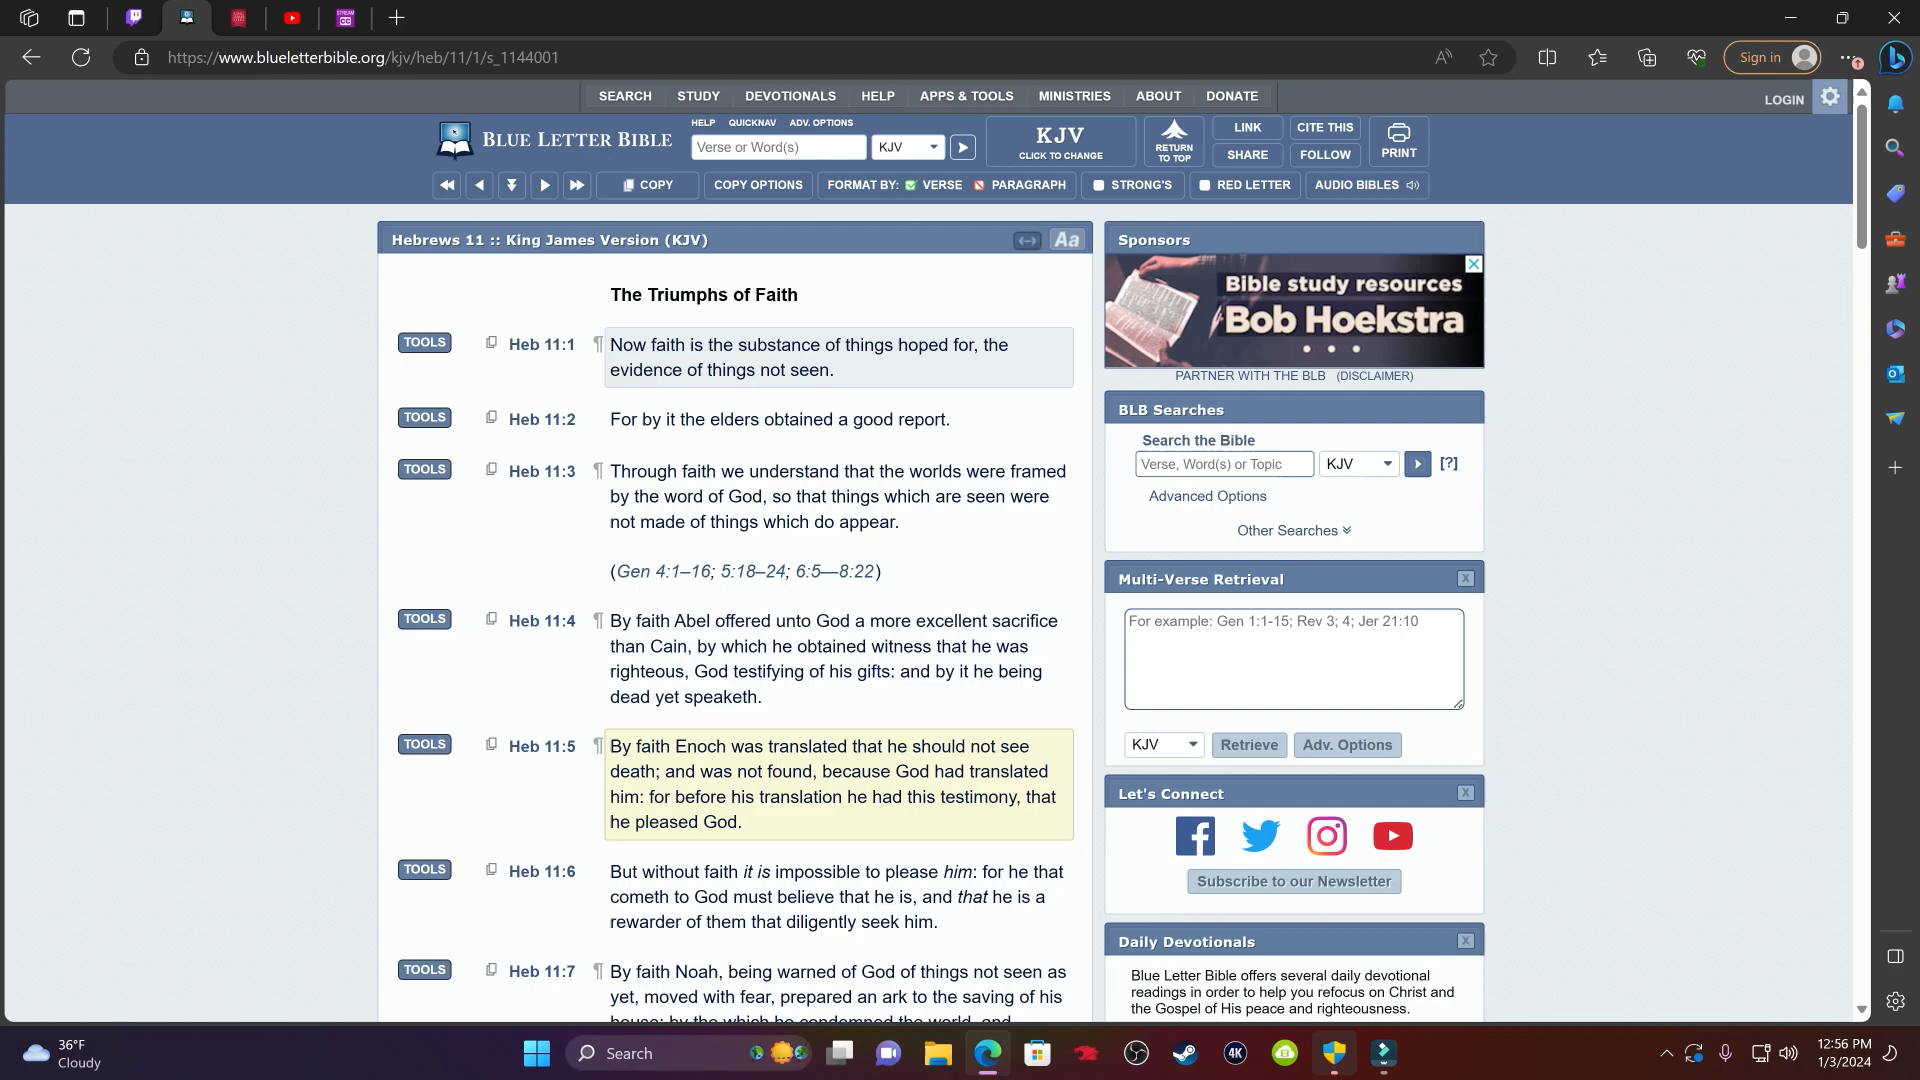 https://www.blueletterbible.org/kjv/heb/11/1/s_1144001
Sign in
SEARCH STUDY DEVOTIONALS HELP APPS & TOOLS MINISTRIES ABOUT DONATE
LOGIN
BLUE LETTER BIBLE
HELP QUICKNAV ADV. OPTIONS
Verse or Word(s) KJV
KJV
CLICK TO CHANGE
RETURN
TO TOP
LINK CITE THIS
SHARE FOLLOW
PRINT
COPY COPY OPTIONS FORMAT BY: VERSE PARAGRAPH STRONG'S RED LETTER AUDIO BIBLES
Hebrews 11 :: King James Version (KJV)
Aa
The Triumphs of Faith
TOOLS Heb 11:1 ¶ Now faith is the substance of things hoped for, the
evidence of things not seen.
TOOLS Heb 11:2 For by it the elders obtained a good report.
TOOLS Heb 11:3 ¶ Through faith we understand that the worlds were framed
by the word of God, so that things which are seen were
not made of things which do appear.
(Gen 4:1–16; 5:18–24; 6:5—8:22)
TOOLS Heb 11:4 ¶ By faith Abel offered unto God a more excellent sacrifice
than Cain, by which he obtained witness that he was
righteous, God testifying of his gifts: and by it he being
dead yet speaketh.
TOOLS Heb 11:5 ¶ By faith Enoch was translated that he should not see
death; and was not found, because God had translated
him: for before his translation he had this testimony, that
he pleased God.
TOOLS Heb 11:6 But without faith it is impossible to please him: for he that
cometh to God must believe that he is, and that he is a
rewarder of them that diligently seek him.
TOOLS Heb 11:7 ¶ By faith Noah, being warned of God of things not seen as
yet, moved with fear, prepared an ark to the saving of his
house; by the which he condemned the world, and
Sponsors
Bible study resources
Bob Hoekstra
PARTNER WITH THE BLB (DISCLAIMER)
BLB Searches
Search the Bible
Verse, Word(s) or Topic KJV [?]
Advanced Options
Other Searches
Multi-Verse Retrieval X
For example: Gen 1:1-15; Rev 3; 4; Jer 21:10
KJV Retrieve Adv. Options
Let's Connect X
Subscribe to our Newsletter
Daily Devotionals X
Blue Letter Bible offers several daily devotional
readings in order to help you refocus on Christ and
the Gospel of His peace and righteousness.
36°F
Cloudy
Search
4K
12:56 PM
1/3/2024